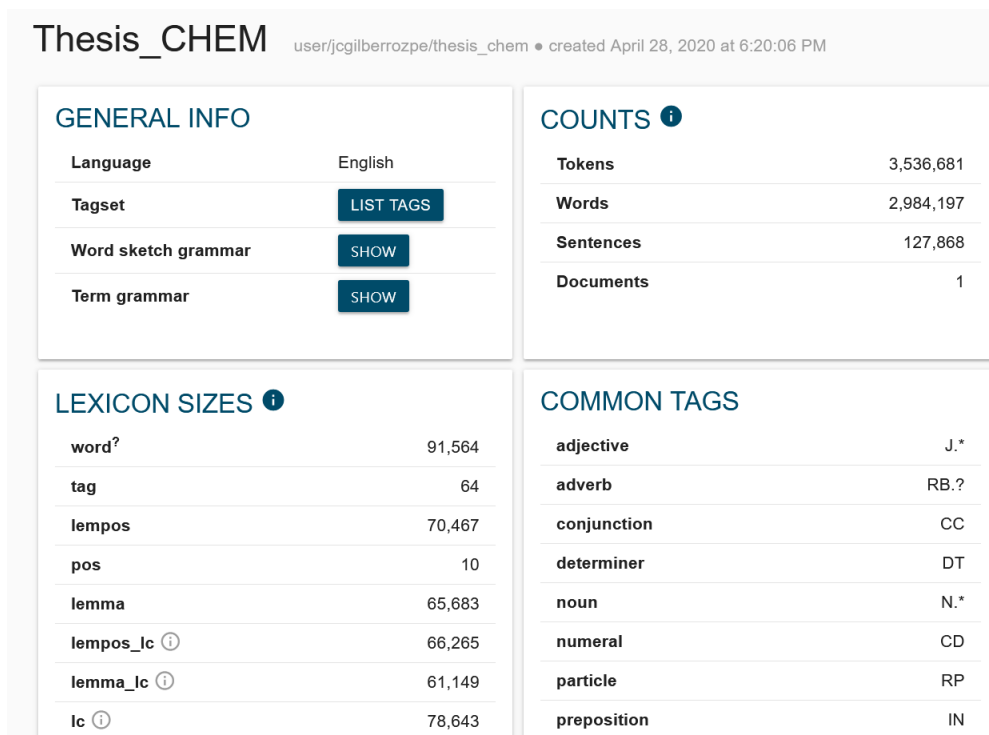 Thesis_CHEM user/jcgilberrozpe/thesis_chem ● created April 28, 2020 at 6:20:06 PM
GENERAL INFO
Language English
Tagset LIST TAGS
Word sketch grammar SHOW
Term grammar SHOW
COUNTS i
Tokens 3,536,681
Words 2,984,197
Sentences 127,868
Documents 1
LEXICON SIZES i
word? 91,564
tag 64
lempos 70,467
pos 10
lemma 65,683
lempos_lc i 66,265
lemma_lc i 61,149
lc i 78,643
COMMON TAGS
adjective J.*
adverb RB.?
conjunction CC
determiner DT
noun N.*
numeral CD
particle RP
preposition IN